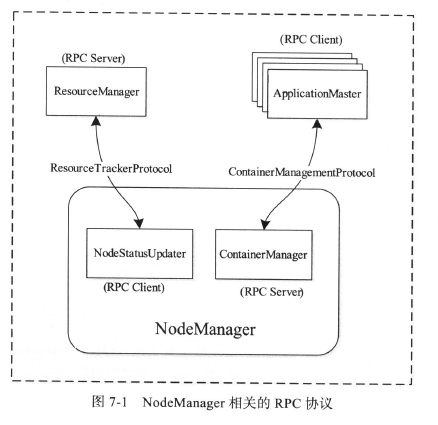 (RPC Server)
ResourceManager
(RPC Client)
ApplicationMaster
ResourceTrackerProtocol
ContainerManagementProtocol
NodeStatusUpdater
(RPC Client)
ContainerManager
(RPC Server)
NodeManager
图 7-1 NodeManager 相关的 RPC 协议